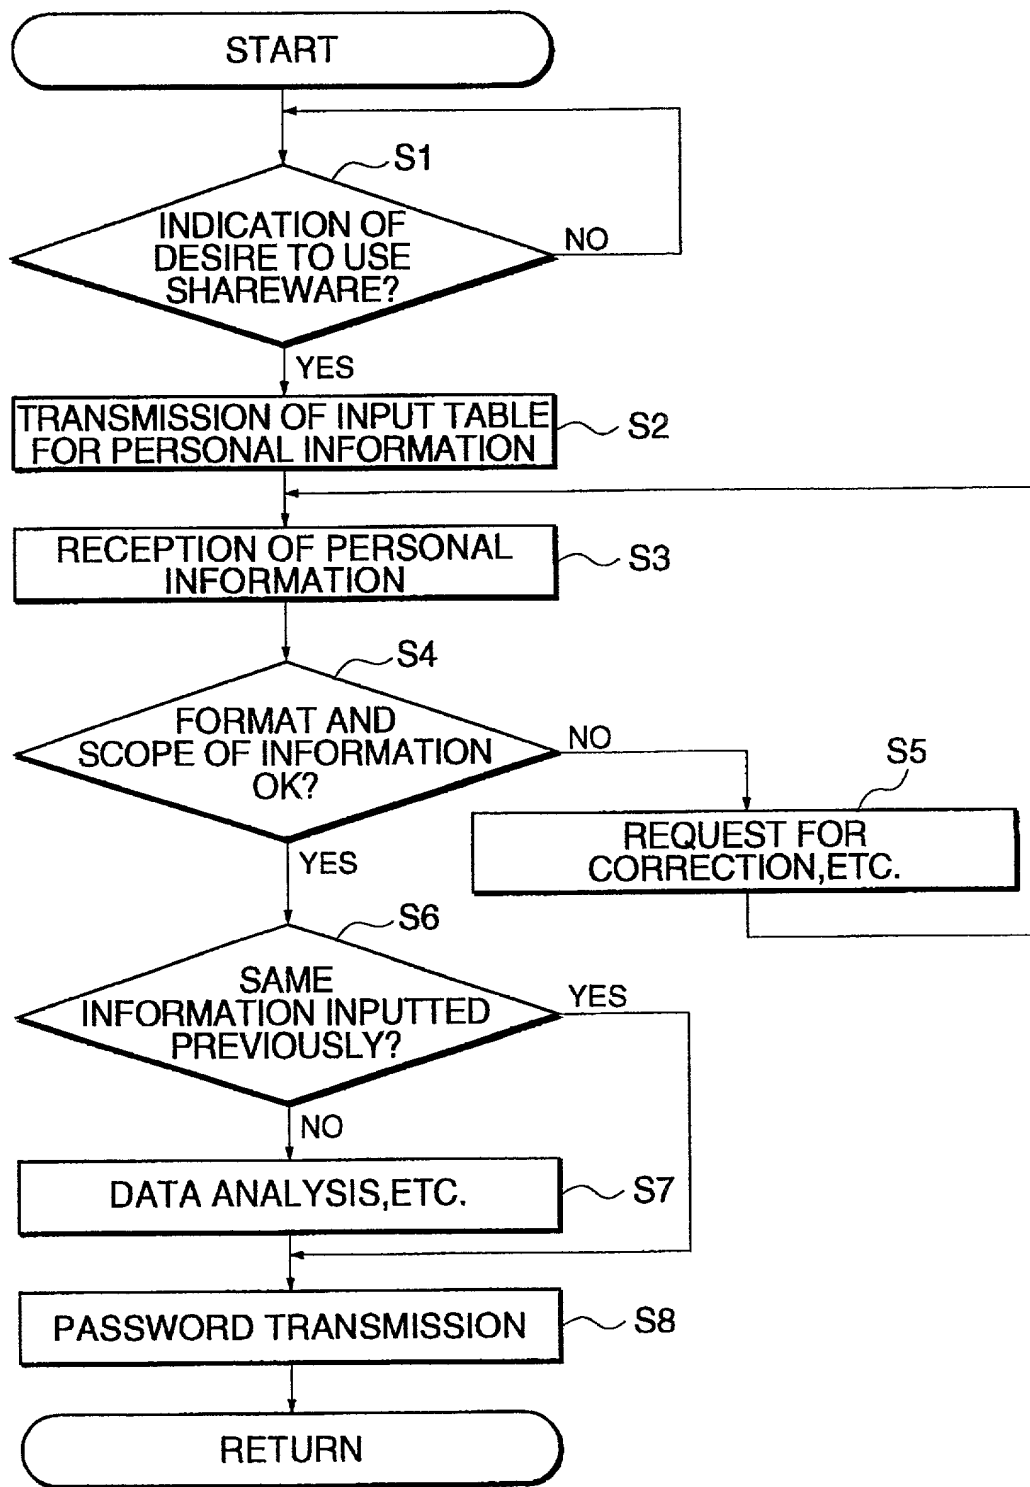 START
S1
INDICATION OF
DESIRE TO USE
SHAREWARE?
NO
YES
TRANSMISSION OF INPUT TABLE
FOR PERSONAL INFORMATION
S2
RECEPTION OF PERSONAL
INFORMATION
S3
S4
FORMAT AND
SCOPE OF INFORMATION
OK?
NO
S5
REQUEST FOR
CORRECTION,ETC.
YES
S6
SAME
INFORMATION INPUTTED
PREVIOUSLY?
YES
NO
DATA ANALYSIS,ETC.
S7
PASSWORD TRANSMISSION
S8
RETURN